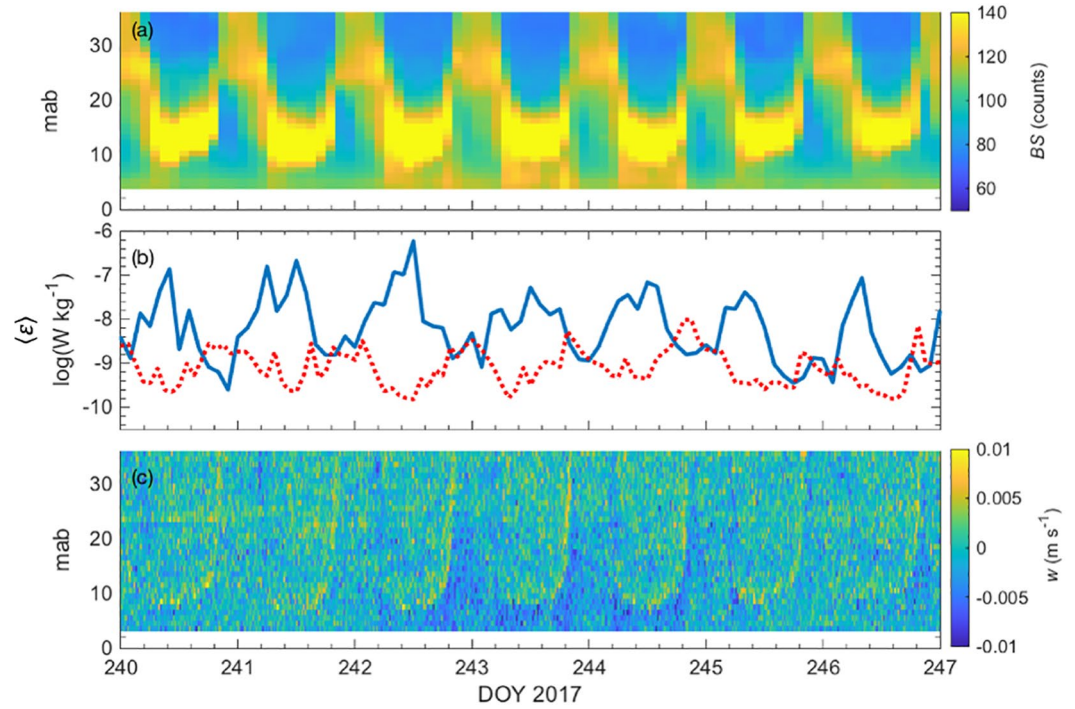 (a)
mab
30
20
10
0
140
120
100
80
60
BS (counts)
(b)
⟨ε⟩
log(W kg-1)
-6
-7
-8
-9
-10
(c)
mab
30
20
10
0
0.01
0.005
0
-0.005
-0.01
w (m s-1)
240 241 242 243 244 245 246 247
DOY 2017